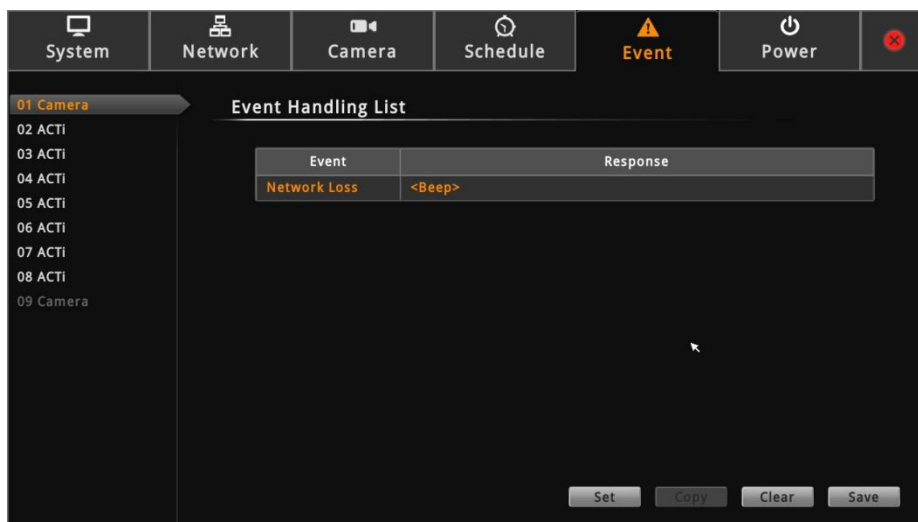 System Network Camera Schedule Event Power
01 Camera
02 ACTi
03 ACTi
04 ACTi
05 ACTi
06 ACTi
07 ACTi
08 ACTi
09 Camera
Event Handling List
Event Response
Network Loss <Beep>
Set Copy Clear Save